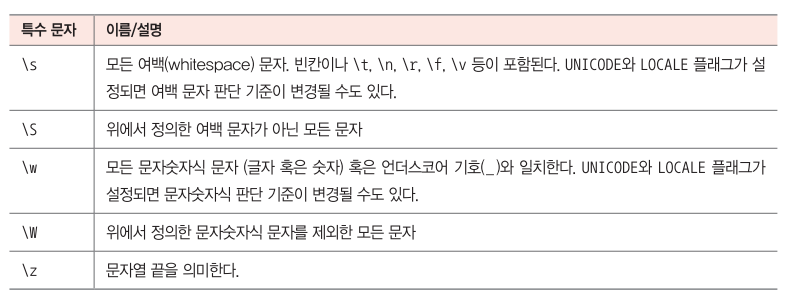 특수 문자 이름/설명
\s 모든 여백(whitespace) 문자. 빈칸이나 \t, \n, \r, \f, \v 등이 포함된다. UNICODE와 LOCALE 플래그가 설
정되면 여백 문자 판단 기준이 변경될 수도 있다.
\S 위에서 정의한 여백 문자가 아닌 모든 문자
\w 모든 문자숫자식 문자 (글자 혹은 숫자) 혹은 언더스코어 기호(_)와 일치한다. UNICODE와 LOCALE 플래그가
설정되면 문자숫자식 판단 기준이 변경될 수도 있다.
\W 위에서 정의한 문자숫자식 문자를 제외한 모든 문자
\z 문자열 끝을 의미한다.